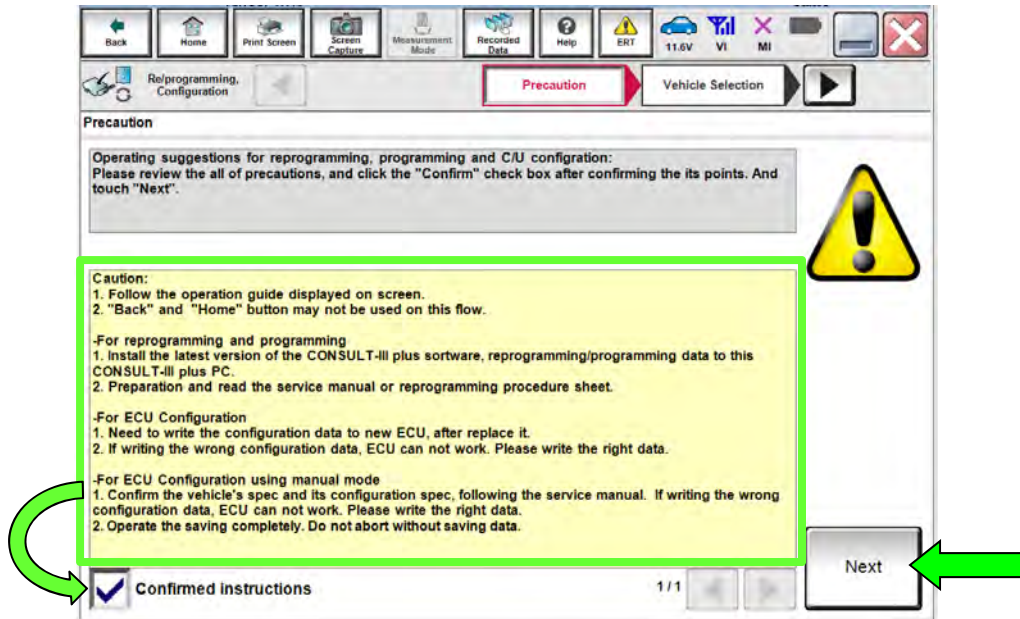 Back
Home
Print Screen
Screen
Capture
Measurement
Mode
Recorded
Data
Help
ERT
11.6V
VI
MI
Re/programming,
Configuration
Precaution
Vehicle Selection
Precaution
Operating suggestions for reprogramming, programming and C/U configration:
Please review the all of precautions, and click the "Confirm" check box after confirming the its points. And
touch "Next".
Caution:
1. Follow the operation guide displayed on screen.
2. "Back" and "Home" button may not be used on this flow.
-For reprogramming and programming
1. Install the latest version of the CONSULT-III plus sortware, reprogramming/programming data to this
CONSULT-III plus PC.
2. Preparation and read the service manual or reprogramming procedure sheet.
-For ECU Configuration
1. Need to write the configuration data to new ECU, after replace it.
2. If writing the wrong configuration data, ECU can not work. Please write the right data.
-For ECU Configuration using manual mode
1. Confirm the vehicle's spec and its configuration spec, following the service manual. If writing the wrong
configuration data, ECU can not work. Please write the right data.
2. Operate the saving completely. Do not abort without saving data.
Confirmed instructions
1/1
Next